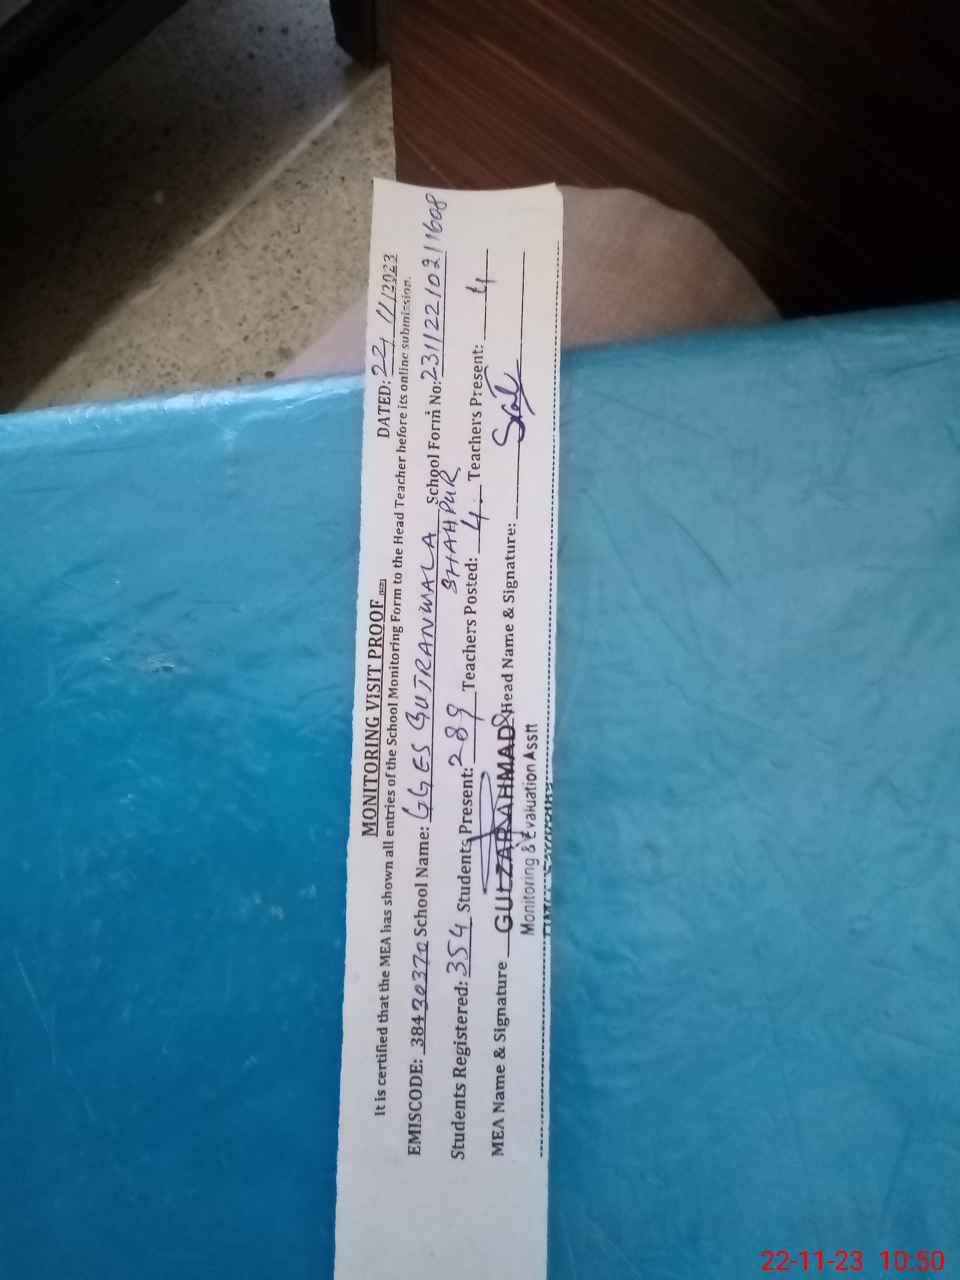 MONITORING VISIT PROOF
DATED: 22/11/2023
It is certified that the MEA has shown all entries of the School Monitoring Form to the Head Teacher before its online submission.
EMISCODE: 38430370 School Name: GGES GUJRANWALA School Form No: 23112210211608
SHAHPUR
Students Registered: 354 Students Present: 289 Teachers Posted: 4 Teachers Present: 4
MEA Name & Signature GULZAR AHMAD Head Name & Signature:
Monitoring & Evaluation Asstt
22-11-23 10:50